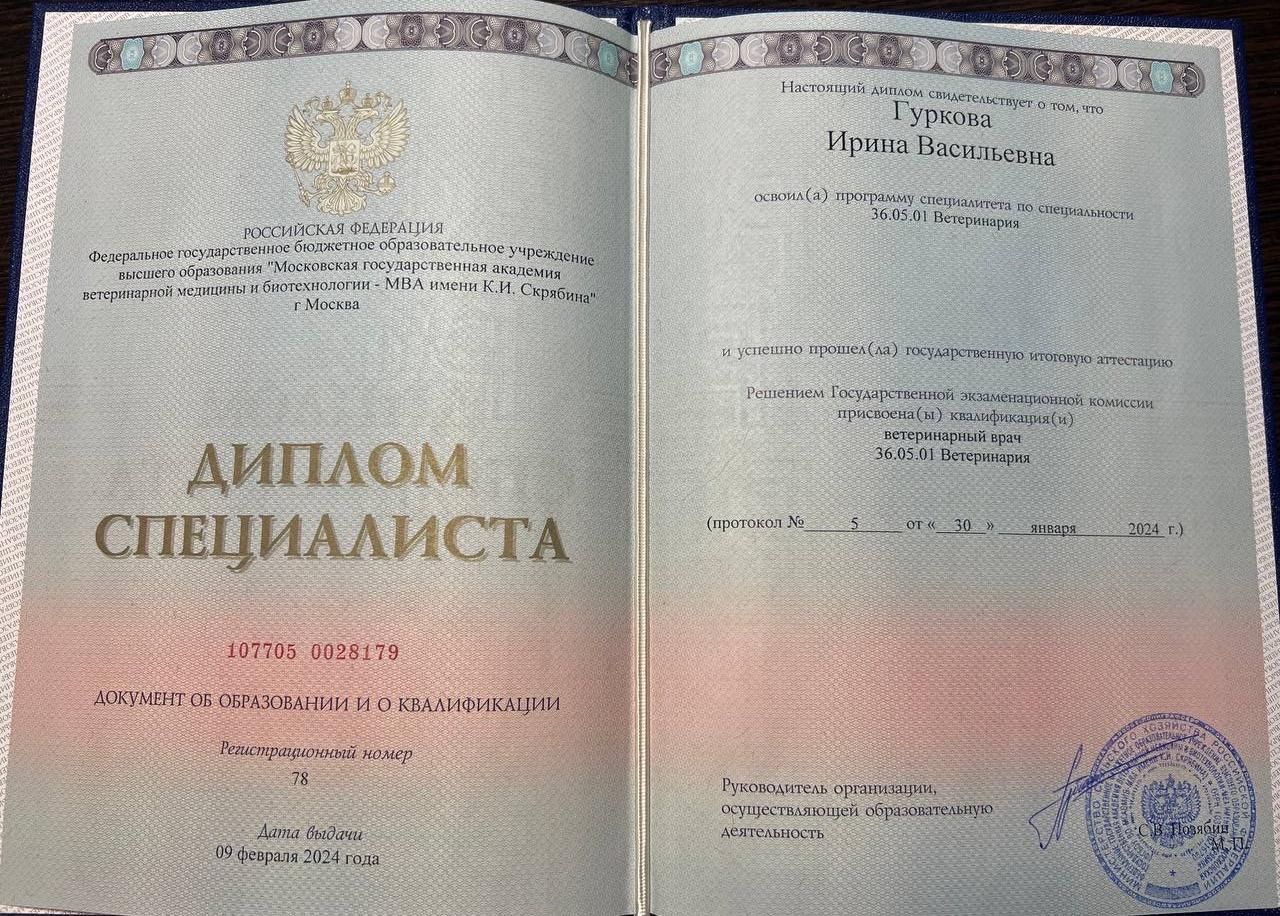 РОССИЙСКАЯ ФЕДЕРАЦИЯ
Федеральное государственное бюджетное образовательное учреждение
высшего образования "Московская государственная академия
ветеринарной медицины и биотехнологии - МВА имени К.И. Скрябина"
г Москва
ДИПЛОМ
СПЕЦИАЛИСТА
107705 0028179
ДОКУМЕНТ ОБ ОБРАЗОВАНИИ И О КВАЛИФИКАЦИИ
Регистрационный номер
78
Дата выдачи
09 февраля 2024 года
Настоящий диплом свидетельствует о том, что
Гуркова
Ирина Васильевна
освоил(а) программу специалитета по специальности
36.05.01 Ветеринария
и успешно прошел(ла) государственную итоговую аттестацию
Решением Государственной экзаменационной комиссии
присвоена(ы) квалификация(и)
ветеринарный врач
36.05.01 Ветеринария
(протокол № 5 от « 30 » января 2024 г.)
Руководитель организации,
осуществляющей образовательную
деятельность
С.В. Позябин
М.П.